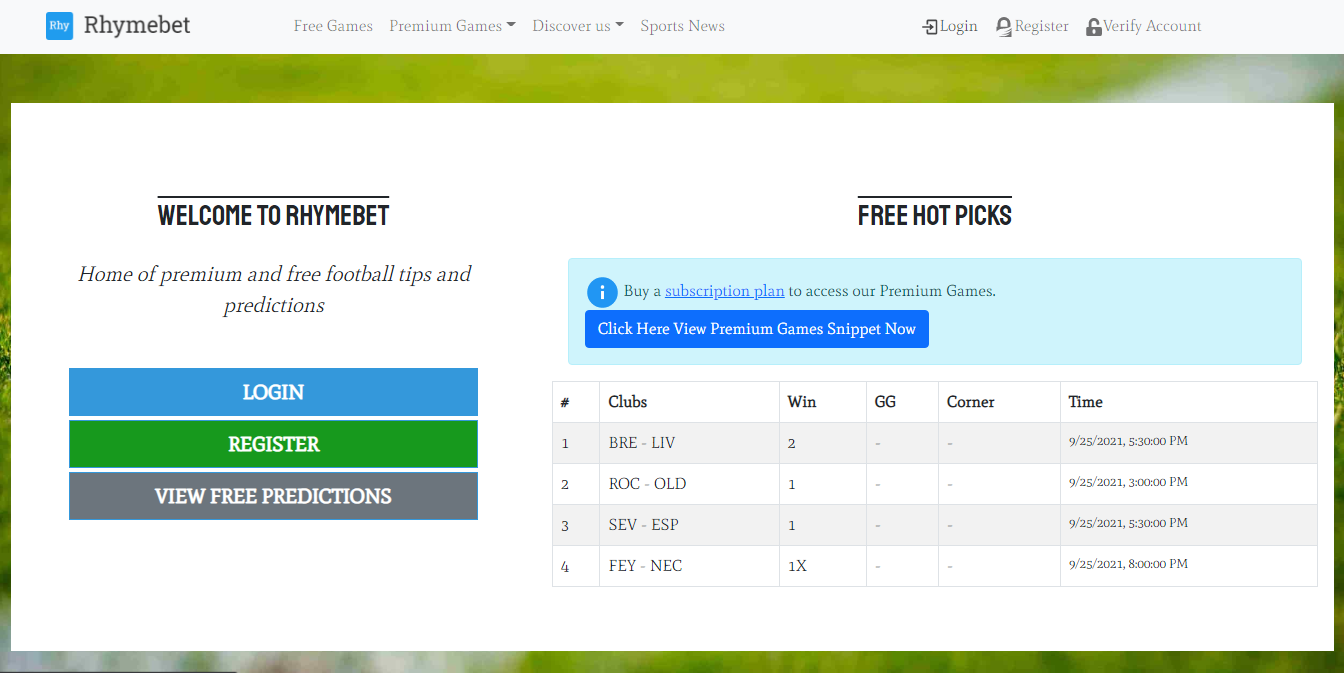 Rhy Rhymebet Free Games Premium Games Discover us Sports News Login Register Verify Account
WELCOME TO RHYMEBET
Home of premium and free football tips and
predictions
LOGIN
REGISTER
VIEW FREE PREDICTIONS
FREE HOT PICKS
Buy a subscription plan to access our Premium Games.
Click Here View Premium Games Snippet Now
# Clubs Win GG Corner Time
1 BRE - LIV 2 - - 9/25/2021, 5:30:00 PM
2 ROC - OLD 1 - - 9/25/2021, 3:00:00 PM
3 SEV - ESP 1 - - 9/25/2021, 5:30:00 PM
4 FEY - NEC 1X - - 9/25/2021, 8:00:00 PM